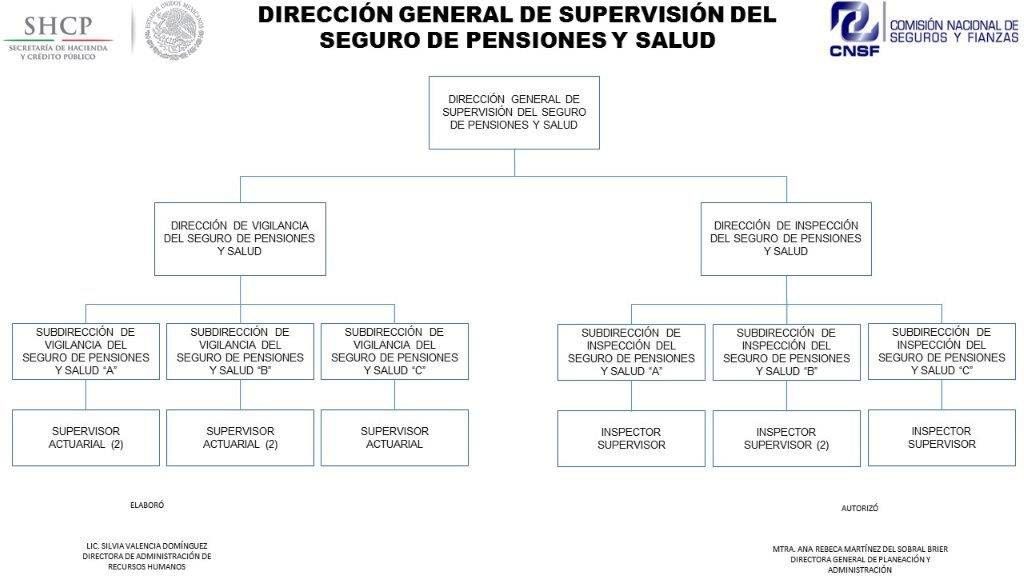 SHCP
SECRETARÍA DE HACIENDA
Y CRÉDITO PÚBLICO
ESTADOS UNIDOS MEXICANOS
DIRECCIÓN GENERAL DE SUPERVISIÓN DEL
SEGURO DE PENSIONES Y SALUD
CNSF
COMISIÓN NACIONAL DE
SEGUROS Y FIANZAS
DIRECCIÓN GENERAL DE
SUPERVISIÓN DEL SEGURO
DE PENSIONES Y SALUD
DIRECCIÓN DE VIGILANCIA
DEL SEGURO DE PENSIONES
Y SALUD
DIRECCIÓN DE INSPECCIÓN
DEL SEGURO DE PENSIONES
Y SALUD
SUBDIRECCIÓN DE
VIGILANCIA DEL
SEGURO DE PENSIONES
Y SALUD “A”
SUBDIRECCIÓN DE
VIGILANCIA DEL
SEGURO DE PENSIONES
Y SALUD “B”
SUBDIRECCIÓN DE
VIGILANCIA DEL
SEGURO DE PENSIONES
Y SALUD “C”
SUBDIRECCIÓN DE
INSPECCIÓN DEL
SEGURO DE PENSIONES
Y SALUD “A”
SUBDIRECCIÓN DE
INSPECCIÓN DEL
SEGURO DE PENSIONES
Y SALUD “B”
SUBDIRECCIÓN DE
INSPECCIÓN DEL
SEGURO DE PENSIONES
Y SALUD “C”
SUPERVISOR
ACTUARIAL (2)
SUPERVISOR
ACTUARIAL (2)
SUPERVISOR
ACTUARIAL
INSPECTOR
SUPERVISOR
INSPECTOR
SUPERVISOR (2)
INSPECTOR
SUPERVISOR
ELABORÓ
LIC. SILVIA VALENCIA DOMÍNGUEZ
DIRECTORA DE ADMINISTRACIÓN DE
RECURSOS HUMANOS
AUTORIZÓ
MTRA. ANA REBECA MARTÍNEZ DEL SOBRAL BRIER
DIRECTORA GENERAL DE PLANEACIÓN Y
ADMINISTRACIÓN